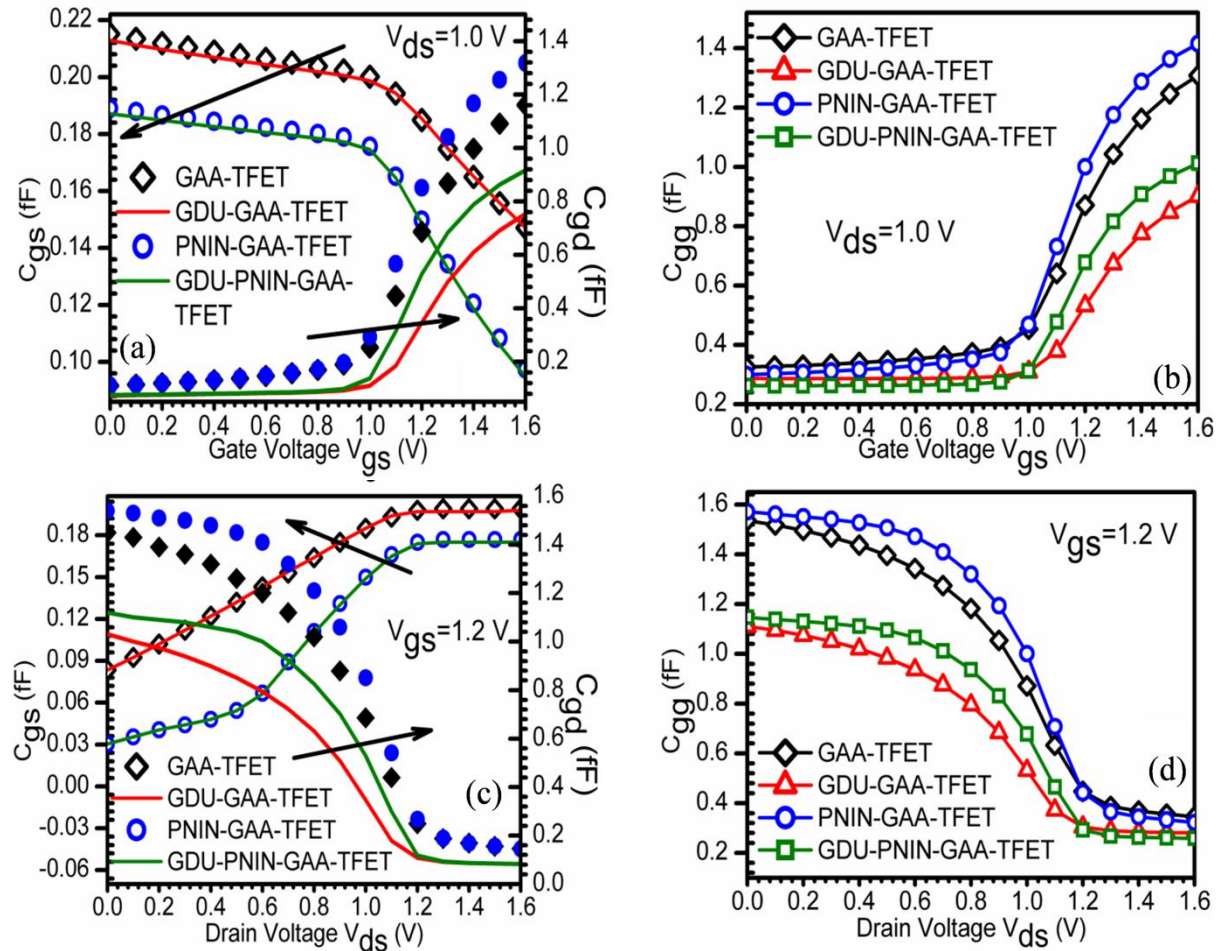 0.22
0.20
0.18
0.16
0.14
0.12
0.10
C_gs (fF)
V_ds=1.0 V
GAA-TFET
GDU-GAA-TFET
PNIN-GAA-TFET
GDU-PNIN-GAA-
TFET
(a)
1.4
1.2
1.0
0.8
0.6
0.4
0.2
C_gd (fF)
0.0 0.2 0.4 0.6 0.8 1.0 1.2 1.4 1.6
Gate Voltage V_gs (V)
1.4
1.2
1.0
0.8
0.6
0.4
0.2
C_gg (fF)
GAA-TFET
GDU-GAA-TFET
PNIN-GAA-TFET
GDU-PNIN-GAA-TFET
V_ds=1.0 V
(b)
0.0 0.2 0.4 0.6 0.8 1.0 1.2 1.4 1.6
Gate Voltage V_gs (V)
0.18
0.15
0.12
0.09
0.06
0.03
0.00
-0.03
-0.06
C_gs (fF)
V_gs=1.2 V
GAA-TFET
GDU-GAA-TFET
PNIN-GAA-TFET
GDU-PNIN-GAA-TFET
(c)
1.6
1.4
1.2
1.0
0.8
0.6
0.4
0.2
0.0
C_gd (fF)
0.0 0.2 0.4 0.6 0.8 1.0 1.2 1.4 1.6
Drain Voltage V_ds (V)
1.6
1.4
1.2
1.0
0.8
0.6
0.4
0.2
C_gg (fF)
V_gs=1.2 V
GAA-TFET
GDU-GAA-TFET
PNIN-GAA-TFET
GDU-PNIN-GAA-TFET
(d)
0.0 0.2 0.4 0.6 0.8 1.0 1.2 1.4 1.6
Drain Voltage V_ds (V)